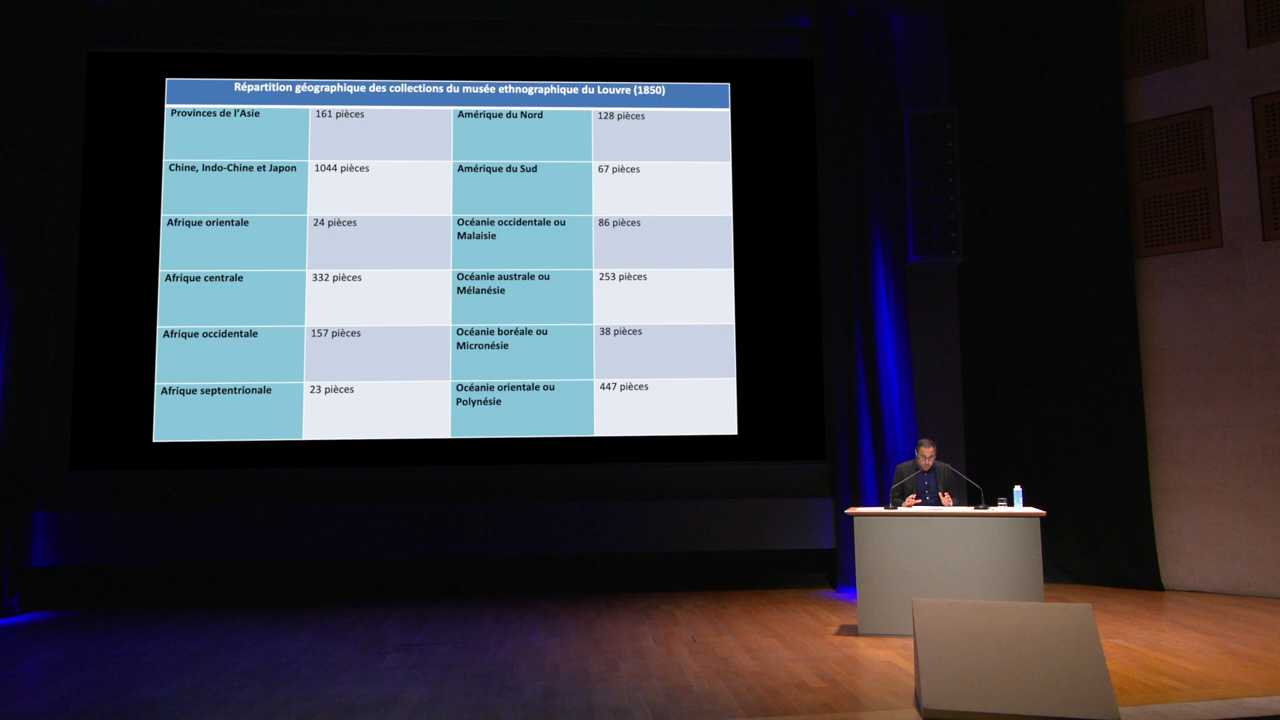 Répartition géographique des collections du musée ethnographique du Louvre (1850)
Provinces de l'Asie 161 pièces Amérique du Nord 128 pièces
Chine, Indo-Chine et Japon 1044 pièces Amérique du Sud 67 pièces
Afrique orientale 24 pièces Océanie occidentale ou 86 pièces
Malaisie
Afrique centrale 332 pièces Océanie australe ou 253 pièces
Mélanésie
Afrique occidentale 157 pièces Océanie boréale ou 38 pièces
Micronésie
Afrique septentrionale 23 pièces Océanie orientale ou 447 pièces
Polynésie